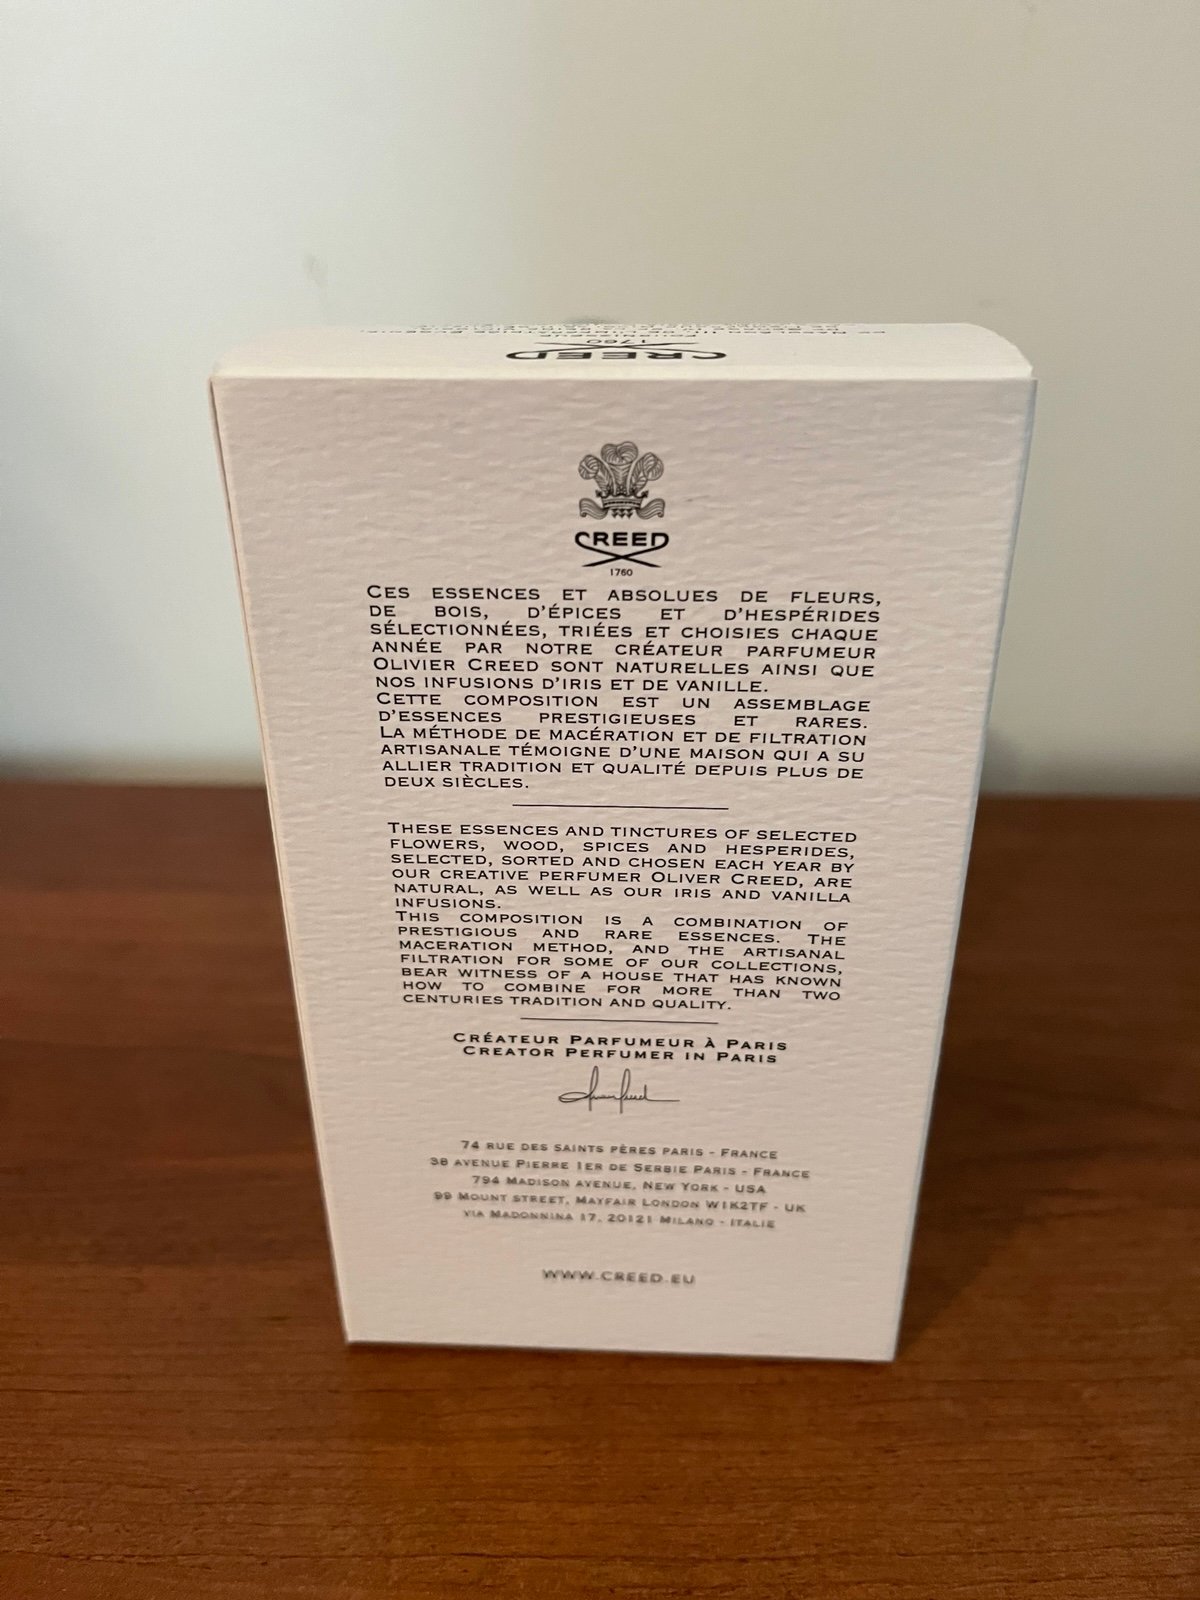 CREED
1760
CREED
1760
CES ESSENCES ET ABSOLUES DE FLEURS,
DE BOIS, D'ÉPICES ET D'HESPÉRIDES
SÉLECTIONNÉES, TRIÉES ET CHOISIES CHAQUE
ANNÉE PAR NOTRE CRÉATEUR PARFUMEUR
OLIVIER CREED SONT NATURELLES AINSI QUE
NOS INFUSIONS D'IRIS ET DE VANILLE.
CETTE COMPOSITION EST UN ASSEMBLAGE
D'ESSENCES PRESTIGIEUSES ET RARES.
LA MÉTHODE DE MACÉRATION ET DE FILTRATION
ARTISANALE TÉMOIGNE D'UNE MAISON QUI A SU
ALLIER TRADITION ET QUALITÉ DEPUIS PLUS DE
DEUX SIÈCLES.
THESE ESSENCES AND TINCTURES OF SELECTED
FLOWERS, WOOD, SPICES AND HESPERIDES,
SELECTED, SORTED AND CHOSEN EACH YEAR BY
OUR CREATIVE PERFUMER OLIVER CREED, ARE
NATURAL, AS WELL AS OUR IRIS AND VANILLA
INFUSIONS.
THIS COMPOSITION IS A COMBINATION OF
PRESTIGIOUS AND RARE ESSENCES. THE
MACERATION METHOD, AND THE ARTISANAL
FILTRATION FOR SOME OF OUR COLLECTIONS,
BEAR WITNESS OF A HOUSE THAT HAS KNOWN
HOW TO COMBINE FOR MORE THAN TWO
CENTURIES TRADITION AND QUALITY.
CRÉATEUR PARFUMEUR À PARIS
CREATOR PERFUMER IN PARIS
74 RUE DES SAINTS PÈRES PARIS - FRANCE
38 AVENUE PIERRE 1ER DE SERBIE PARIS - FRANCE
794 MADISON AVENUE, NEW YORK - USA
99 MOUNT STREET, MAYFAIR LONDON W1K2TF - UK
VIA MADONNINA 17, 20121 MILANO - ITALIE
WWW.CREED.EU